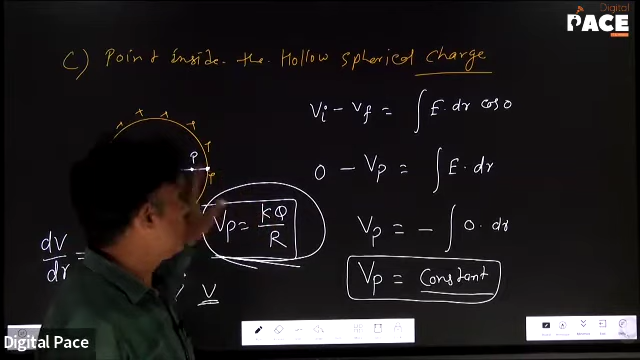 Digital
PACE
c) Point inside the Hollow spherical charge
Vi - Vf = ∫ E. dr cos0
0 - Vp = ∫ E. dr
P
Vp = KQ/R
Vp = - ∫ 0. dr
dV/dr =
V
Vp = Constant
Digital Pace